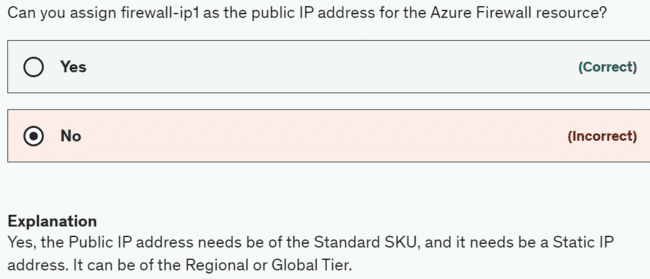 Can you assign firewall-ip1 as the public IP address for the Azure Firewall resource?
Yes (Correct)
No (Incorrect)
Explanation
Yes, the Public IP address needs be of the Standard SKU, and it needs be a Static IP
address. It can be of the Regional or Global Tier.